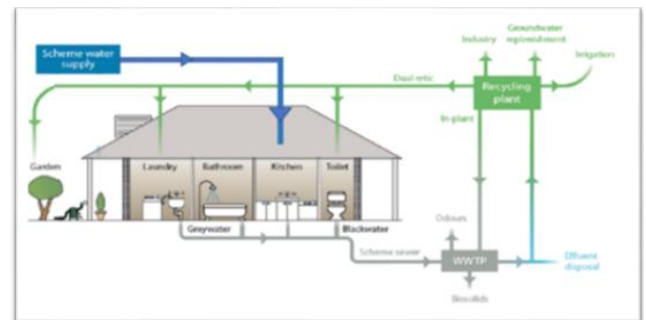 Groundwater
replenishment
Industry
Irrigation
Scheme water
supply
Dual retic
Recycling
plant
In-plant
Garden
Laundry
Bathroom
Kitchen
Toilet
Greywater
Blackwater
Odours
Scheme sewer
WWTP
Effluent
disposal
Biosolids